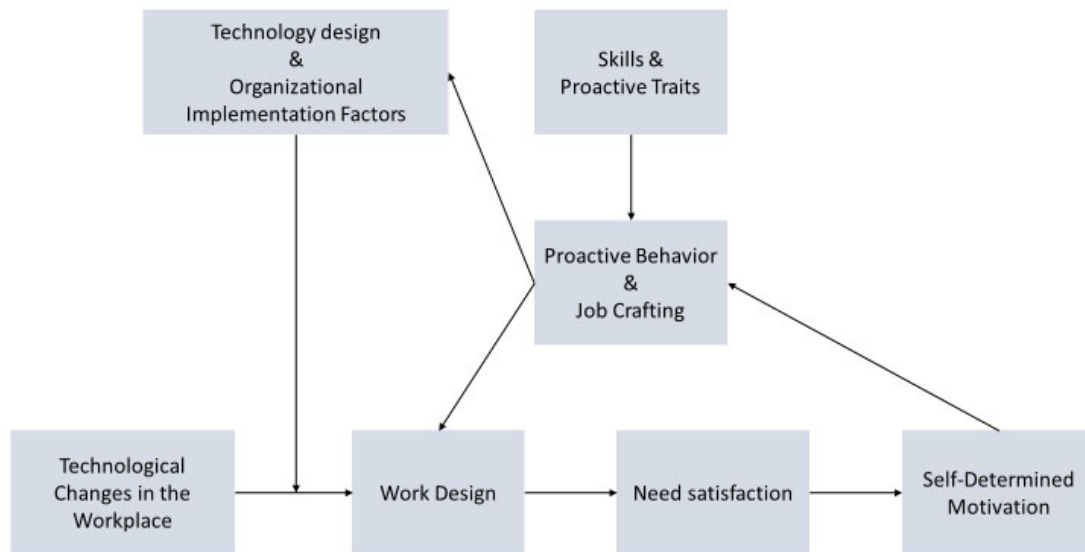 Technology design
&
Organizational
Implementation Factors
Skills &
Proactive Traits
Proactive Behavior
&
Job Crafting
Technological
Changes in the
Workplace
Work Design
Need satisfaction
Self-Determined
Motivation